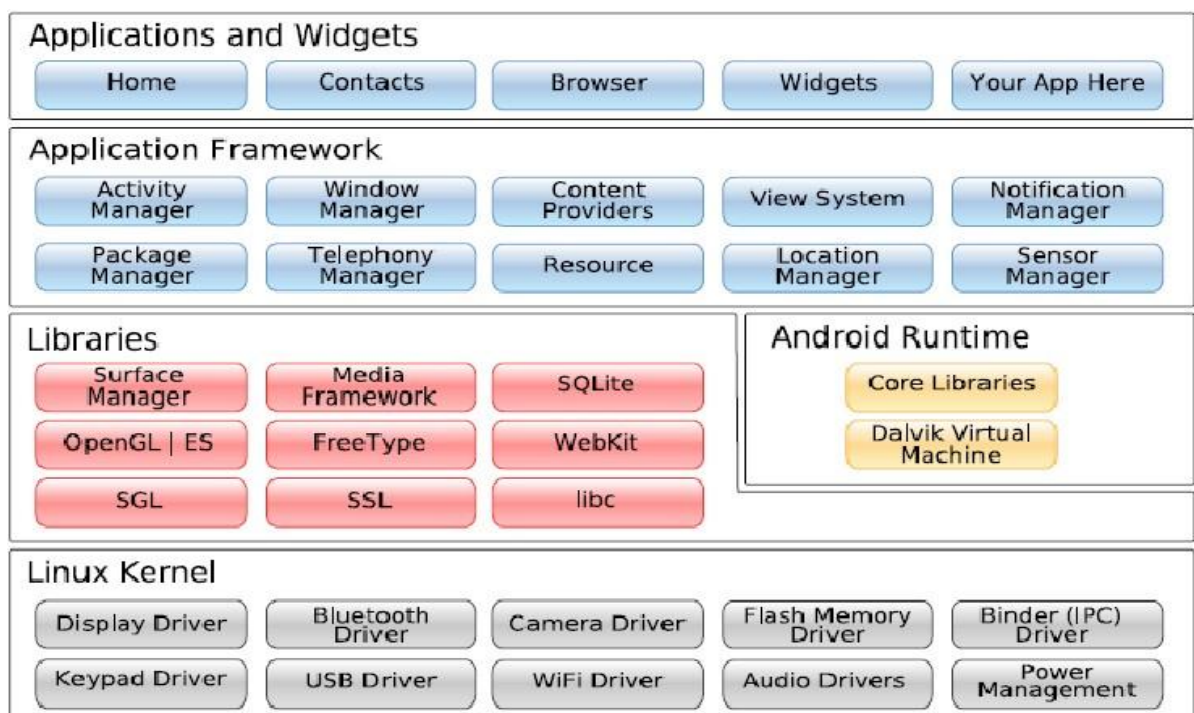 Applications and Widgets
Home
Contacts
Browser
Widgets
Your App Here
Application Framework
Activity
Manager
Window
Manager
Content
Providers
View System
Notification
Manager
Package
Manager
Telephony
Manager
Resource
Location
Manager
Sensor
Manager
Libraries
Surface
Manager
Media
Framework
SQLite
OpenGL | ES
FreeType
WebKit
SGL
SSL
libc
Android Runtime
Core Libraries
Dalvik Virtual
Machine
Linux Kernel
Display Driver
Bluetooth
Driver
Camera Driver
Flash Memory
Driver
Binder (IPC)
Driver
Keypad Driver
USB Driver
WiFi Driver
Audio Drivers
Power
Management